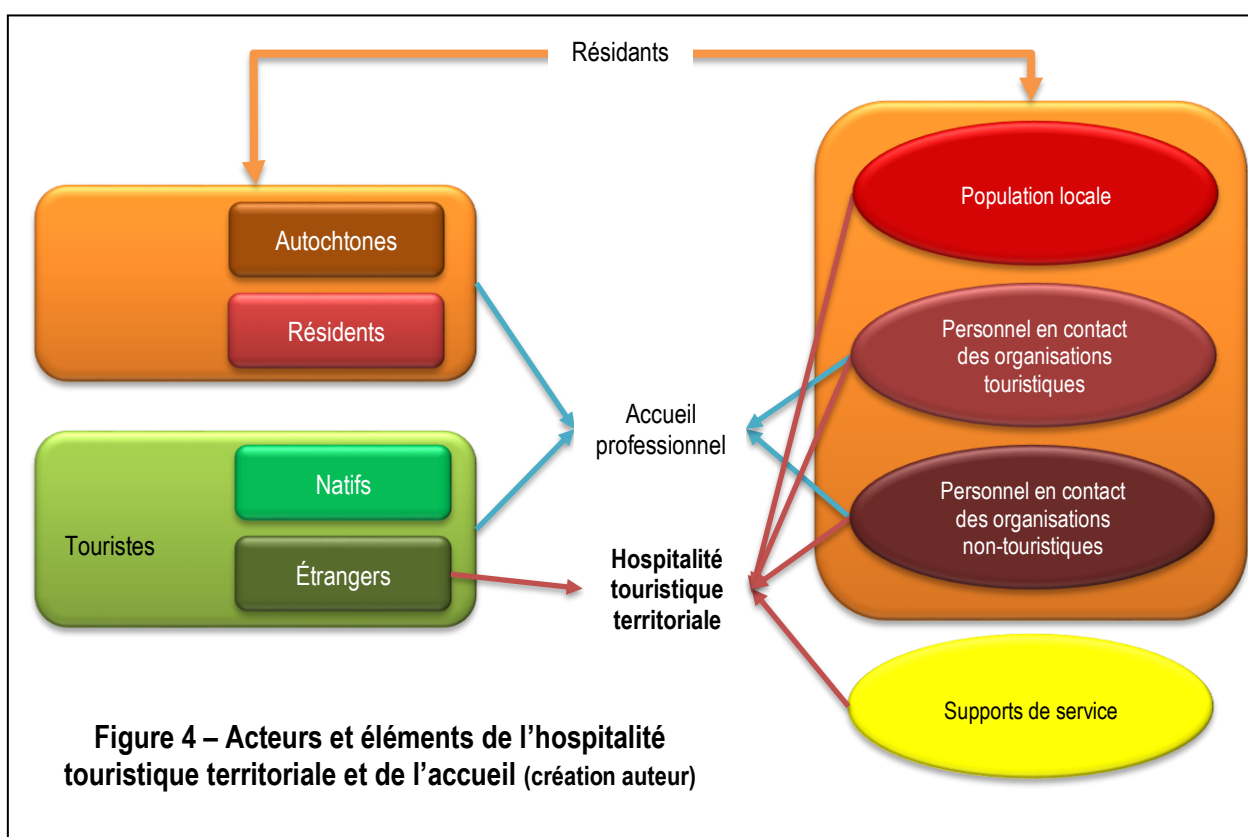 Résidants
Autochtones
Résidents
Touristes
Natifs
Étrangers
Accueil
professionnel
Hospitalité
touristique
territoriale
Population locale
Personnel en contact
des organisations
touristiques
Personnel en contact
des organisations
non-touristiques
Supports de service
Figure 4 – Acteurs et éléments de l’hospitalité
touristique territoriale et de l’accueil (création auteur)